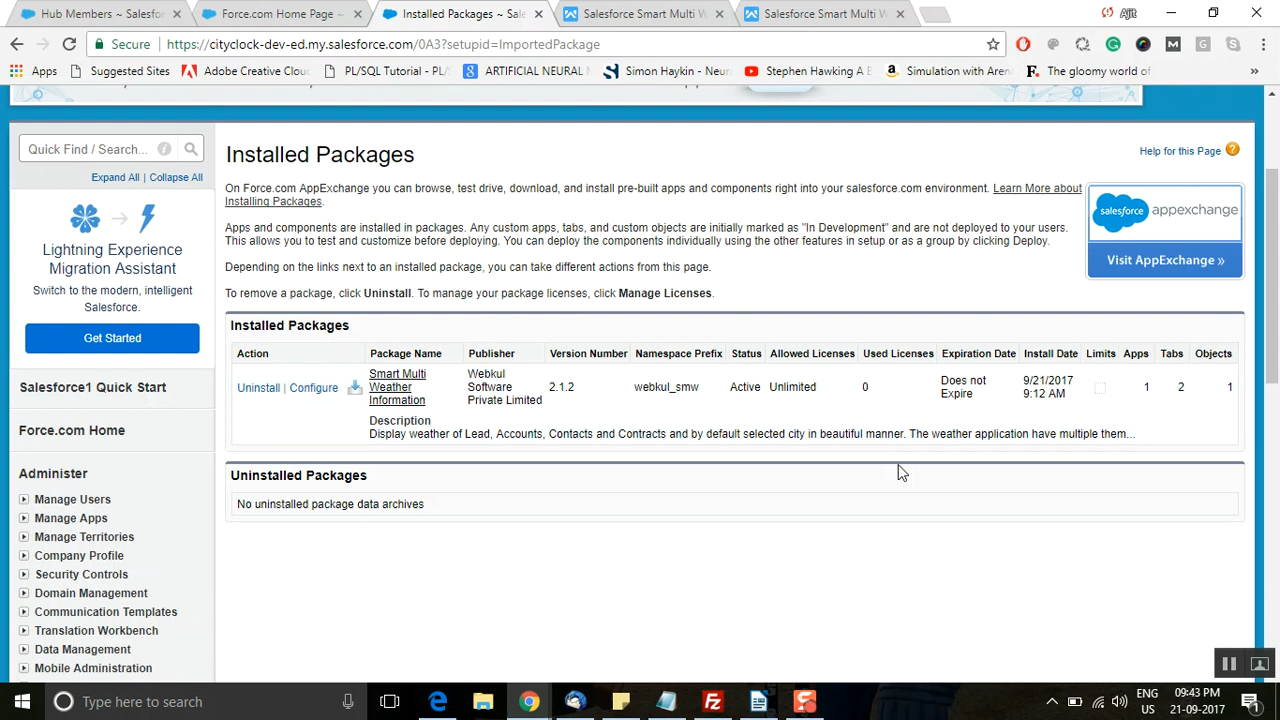 Hub Members ~ Salesfor
Force.com Home Page ~
Installed Packages ~ Sale
Salesforce Smart Multi W
Salesforce Smart Multi W
Ajit
Secure
https://cityclock-dev-ed.my.salesforce.com/0A3?setupid=ImportedPackage
Apps
Suggested Sites
Adobe Creative Clou
PL/SQL Tutorial - PL/
ARTIFICIAL NEURAL
Simon Haykin - Neur
Stephen Hawking A B
Simulation with Aren
The gloomy world of
Quick Find / Search...
Expand All | Collapse All
Lightning Experience
Migration Assistant
Switch to the modern, intelligent
Salesforce.
Get Started
Salesforce1 Quick Start
Force.com Home
Administer
Manage Users
Manage Apps
Manage Territories
Company Profile
Security Controls
Domain Management
Communication Templates
Translation Workbench
Data Management
Mobile Administration
Installed Packages
Help for this Page
On Force.com AppExchange you can browse, test drive, download, and install pre-built apps and components right into your salesforce.com environment. Learn More about
Installing Packages.
Apps and components are installed in packages. Any custom apps, tabs, and custom objects are initially marked as "In Development" and are not deployed to your users.
This allows you to test and customize before deploying. You can deploy the components individually using the other features in setup or as a group by clicking Deploy.
Depending on the links next to an installed package, you can take different actions from this page.
To remove a package, click Uninstall. To manage your package licenses, click Manage Licenses.
salesforce appexchange
Visit AppExchange »
Installed Packages
Action Package Name Publisher Version Number Namespace Prefix Status Allowed Licenses Used Licenses Expiration Date Install Date Limits Apps Tabs Objects
Uninstall | Configure
Smart Multi
Weather
Information
Webkul
Software
Private Limited
2.1.2
webkul_smw
Active
Unlimited
0
Does not
Expire
9/21/2017
9:12 AM
1
2
1
Description
Display weather of Lead, Accounts, Contacts and Contracts and by default selected city in beautiful manner. The weather application have multiple them...
Uninstalled Packages
No uninstalled package data archives
Type here to search
ENG
US
09:43 PM
21-09-2017